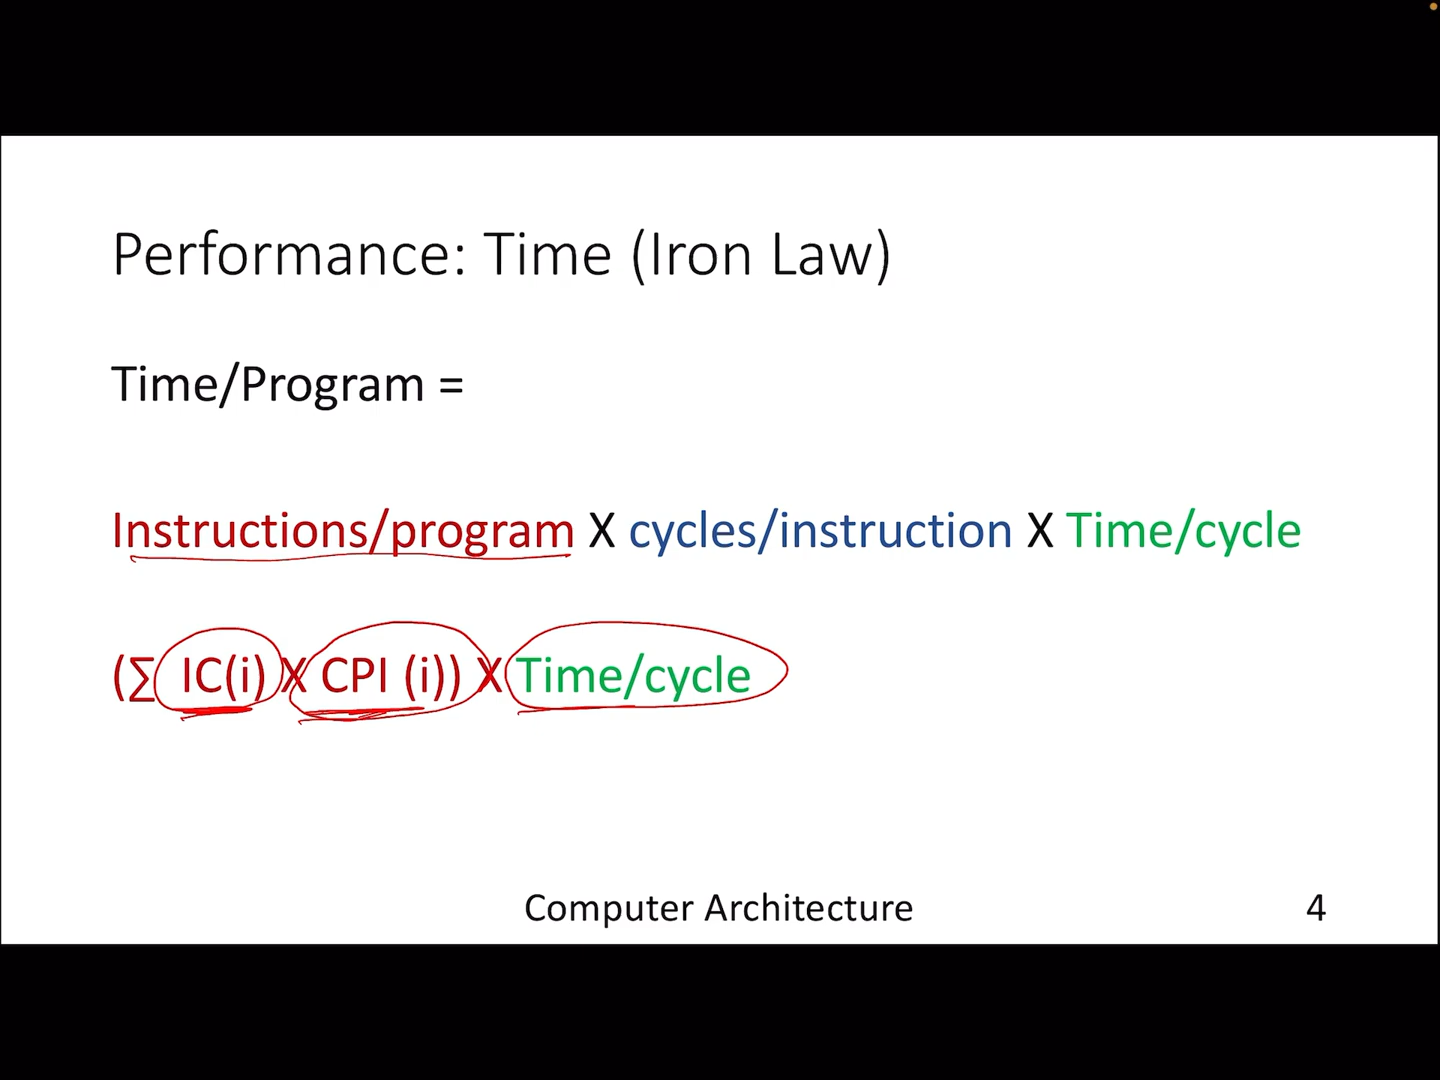 Performance: Time (Iron Law)
Time/Program =
Instructions/program X cycles/instruction X Time/cycle
(∑ IC(i) X CPI (i)) X Time/cycle
Computer Architecture
4